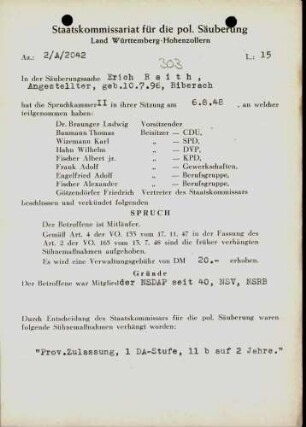 Staatskommissariat für die pol. Säuberung
Land Württemberg-Hohenzollern
Az.: 2/A/2042 L.: 15
303
In der Säuberungssache Erich Raith,
Angestellter, geb.10.7.96, Biberach
hat die Spruchkammer II in ihrer Sitzung am 6.8.48, an welcher
teilgenommen haben:
Dr. Braunger Ludwig Vorsitzender
Baumann Thomas Beisitzer — CDU,
Wizemann Karl „ — SPD,
Hahn Wilhelm „ — DVP,
Fischer Albert jr. „ — KPD,
Frank Adolf „ — Gewerkschaften,
Engelfried Adolf „ — Berufsgruppe,
Fischer Alexander „ — Berufsgruppe,
Götzendörfer Friedrich Vertreter des Staatskommissars
beschlossen und verkündet folgenden
SPRUCH
Der Betroffene ist Mitläufer.
Gemäß Art. 4 der VO. 133 vom 17. 11. 47 in der Fassung des
Art. 2 der VO. 165 vom 13. 7. 48 sind die früher verhängten
Sühnemaßnahmen aufgehoben.
Es wird eine Verwaltungsgebühr von DM 20.- erhoben.
Gründe
Der Betroffene war Mitglied der NSDAP seit 40, NSV, NSRB
Durch Entscheidung des Staatskommissars für die pol. Säuberung waren
folgende Sühnemaßnahmen verhängt worden:
"Prov.Zulassung, 1 DA-Stufe, 11 b auf 2 Jahre."